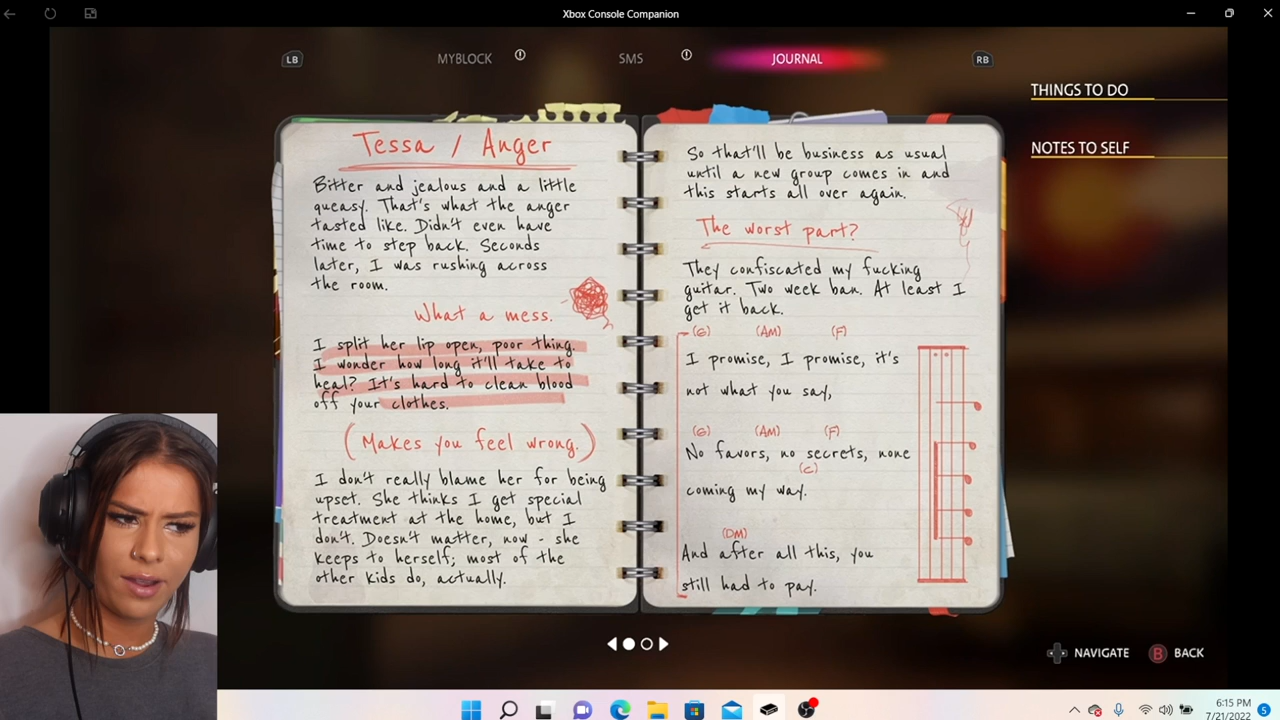 Xbox Console Companion
LB
MYBLOCK
SMS
JOURNAL
RB
THINGS TO DO
NOTES TO SELF
Tessa / Anger
Bitter and jealous and a little
queasy. That's what the anger
tasted like. Didn't even have
time to step back. Seconds
later, I was rushing across
the room.
What a mess.
I split her lip open, poor thing.
I wonder how long it'll take to
heal? It's hard to clean blood
off your clothes.
(Makes you feel wrong.)
I don't really blame her for being
upset. She thinks I get special
treatment at the home, but I
don't. Doesn't matter, now - she
keeps to herself; most of the
other kids do, actually.
So that'll be business as usual
until a new group comes in and
this starts all over again.
The worst part?
They confiscated my fucking
guitar. Two week ban. At least I
get it back.
(G) (AM) (F)
I promise, I promise, it's
not what you say,
(G) (AM) (F)
No favors, no secrets, none
(C)
coming my way.
(DM)
And after all this, you
still had to pay.
NAVIGATE
B BACK
6:15 PM
7/21/2022
5